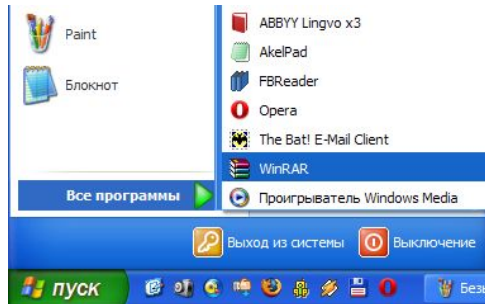 Paint
Блокнот
Все программы
ABBYY Lingvo x3
AkelPad
FBReader
Opera
The Bat! E-Mail Client
WinRAR
Проигрыватель Windows Media
Выход из системы
Выключение
пуск